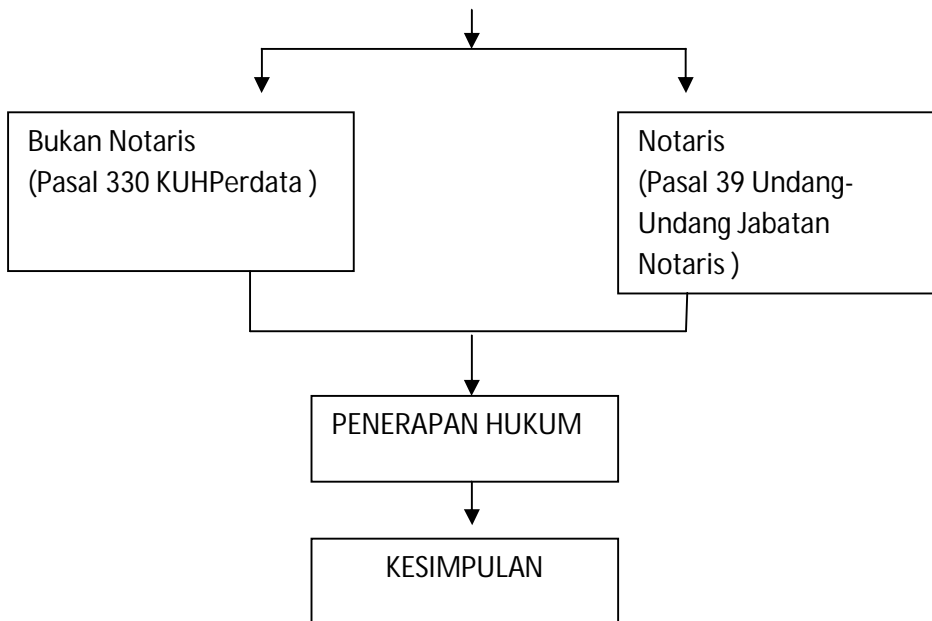 Bukan Notaris
(Pasal 330 KUHPerdata )
Notaris
(Pasal 39 Undang-
Undang Jabatan
Notaris )
PENERAPAN HUKUM
KESIMPULAN